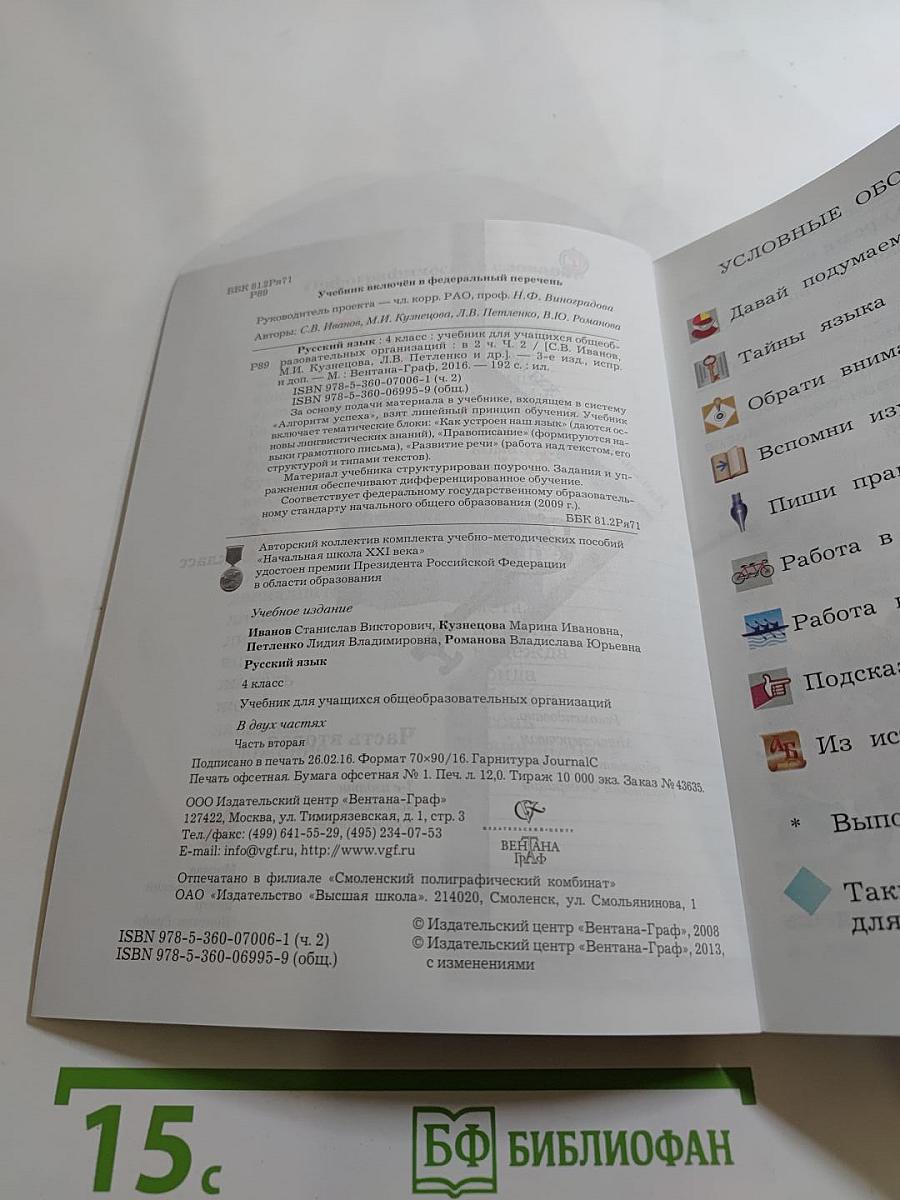 ББК 81.2Ря71
Р89
Учебник включён в федеральный перечень
Руководитель проекта — чл. корр. РАО, проф. Н.Ф. Виноградова
Авторы: С.В. Иванов, М.И. Кузнецова, Л.В. Петленко, В.Ю. Романова
Русский язык : 4 класс : учебник для учащихся общеоб-
Р89 разовательных организаций : в 2 ч. Ч. 2 / [С.В. Иванов,
М.И. Кузнецова, Л.В. Петленко и др.]. — 3-е изд., испр.
и доп. — М. : Вентана-Граф, 2016. — 192 с. : ил.
ISBN 978-5-360-07006-1 (ч. 2)
ISBN 978-5-360-06995-9 (общ.)
За основу подачи материала в учебнике, входящем в систему
«Алгоритм успеха», взят линейный принцип обучения. Учебник
включает тематические блоки: «Как устроен наш язык» (даются ос-
новы лингвистических знаний), «Правописание» (формируются на-
выки грамотного письма), «Развитие речи» (работа над текстом, его
структурой и типами текстов).
Материал учебника структурирован поурочно. Задания и уп-
ражнения обеспечивают дифференцированное обучение.
Соответствует федеральному государственному образователь-
ному стандарту начального общего образования (2009 г.).
ББК 81.2Ря71
Авторский коллектив комплекта учебно-методических пособий
«Начальная школа XXI века»
удостоен премии Президента Российской Федерации
в области образования
Учебное издание
Иванов Станислав Викторович, Кузнецова Марина Ивановна,
Петленко Лидия Владимировна, Романова Владислава Юрьевна
Русский язык
4 класс
Учебник для учащихся общеобразовательных организаций
В двух частях
Часть вторая
Подписано в печать 26.02.16. Формат 70×90/16. Гарнитура JournalC
Печать офсетная. Бумага офсетная № 1. Печ. л. 12,0. Тираж 10 000 экз. Заказ № 43635.
ООО Издательский центр «Вентана-Граф»
127422, Москва, ул. Тимирязевская, д. 1, стр. 3
Тел./факс: (499) 641-55-29, (495) 234-07-53
E-mail: info@vgf.ru, http://www.vgf.ru
ИЗДАТЕЛЬСКИЙ•ЦЕНТР
ВЕНТАНА
ГРАФ
Отпечатано в филиале «Смоленский полиграфический комбинат»
ОАО «Издательство «Высшая школа». 214020, Смоленск, ул. Смольянинова, 1
ISBN 978-5-360-07006-1 (ч. 2)
ISBN 978-5-360-06995-9 (общ.)
© Издательский центр «Вентана-Граф», 2008
© Издательский центр «Вентана-Граф», 2013,
с изменениями
УСЛОВНЫЕ ОБО
Давай подумаем
Тайны языка
Обрати внима
Вспомни изу
Пиши прав
Работа в
Работа
Подсказ
Из ис
* Выпо
Так
для
15 с
БФ БИБЛИОФАН